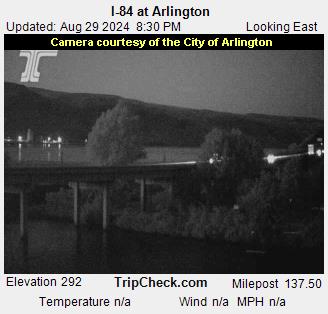 I-84 at Arlington
Updated: Aug 29 2024 8:30 PM Looking East
Camera courtesy of the City of Arlington
Elevation 292 TripCheck.com Milepost 137.50
Temperature n/a Wind n/a MPH n/a